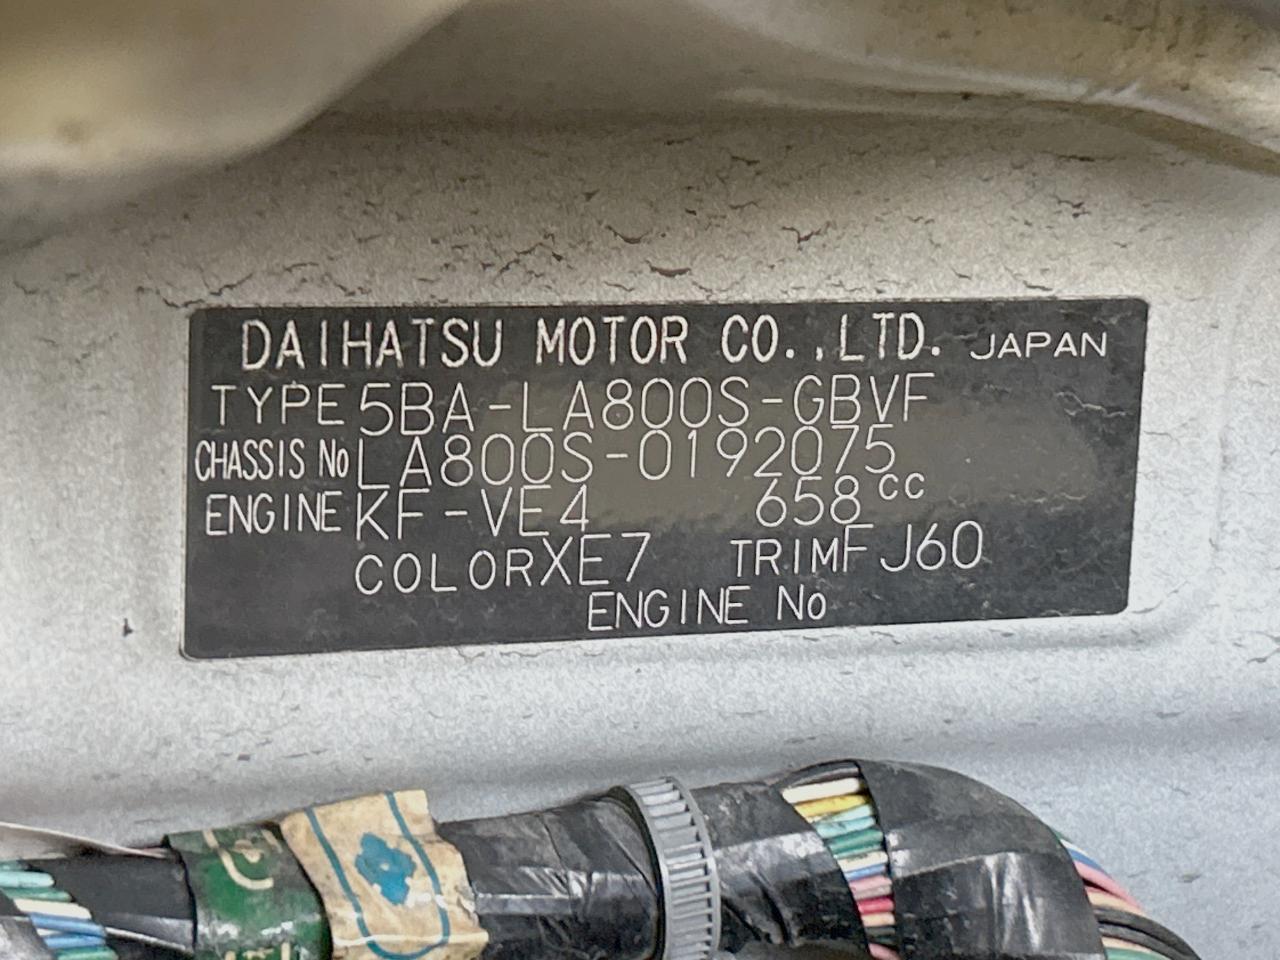 DAIHATSU MOTOR CO.,LTD. JAPAN
TYPE 5BA-LA800S-GBVF
CHASSIS No LA800S-0192075
ENGINE KF-VE4 658cc
COLOR XE7 TRIM FJ60
ENGINE No